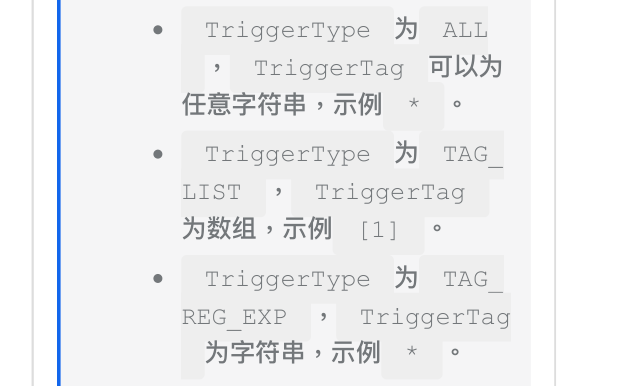 TriggerType 为 ALL
， TriggerTag 可以为
任意字符串，示例 * 。
TriggerType 为 TAG_
LIST ， TriggerTag
为数组，示例 [1] 。
TriggerType 为 TAG_
REG_EXP ， TriggerTag
为字符串，示例 * 。